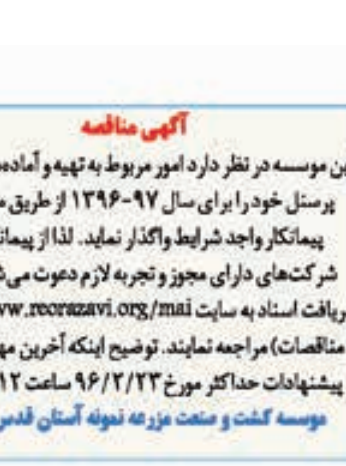 آگهی مناقصه
ین موسسه در نظر دارد امور مربوط به تهیه و آماده
پرسنل خود را برای سال ۹۷-۱۳۹۶ از طریق م
پیمانکار واجد شرایط واگذار نماید. لذا از پیمان
شرکت‌های دارای مجوز و تجربه لازم دعوت می‌ش
ریافت اسناد به سایت ww.reorazavi.org/mai
مناقصات) مراجعه نمایند. توضیح اینکه آخرین مه
پیشنهادات حداکثر مورخ ۹۶/۲/۲۳ ساعت ۱۲
موسسه کشت و صنعت مزرعه نمونه آستان قدس